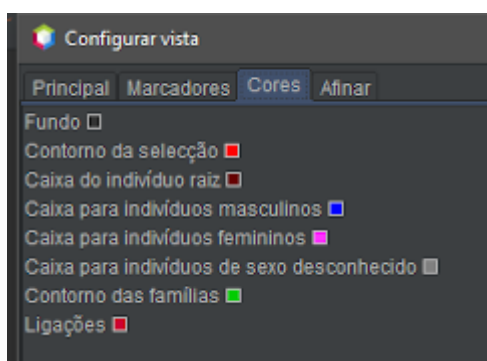 Configurar vista
Principal Marcadores Cores Afinar
Fundo
Contorno da selecção
Caixa do indivíduo raiz
Caixa para indivíduos masculinos
Caixa para indivíduos femininos
Caixa para indivíduos de sexo desconhecido
Contorno das famílias
Ligações